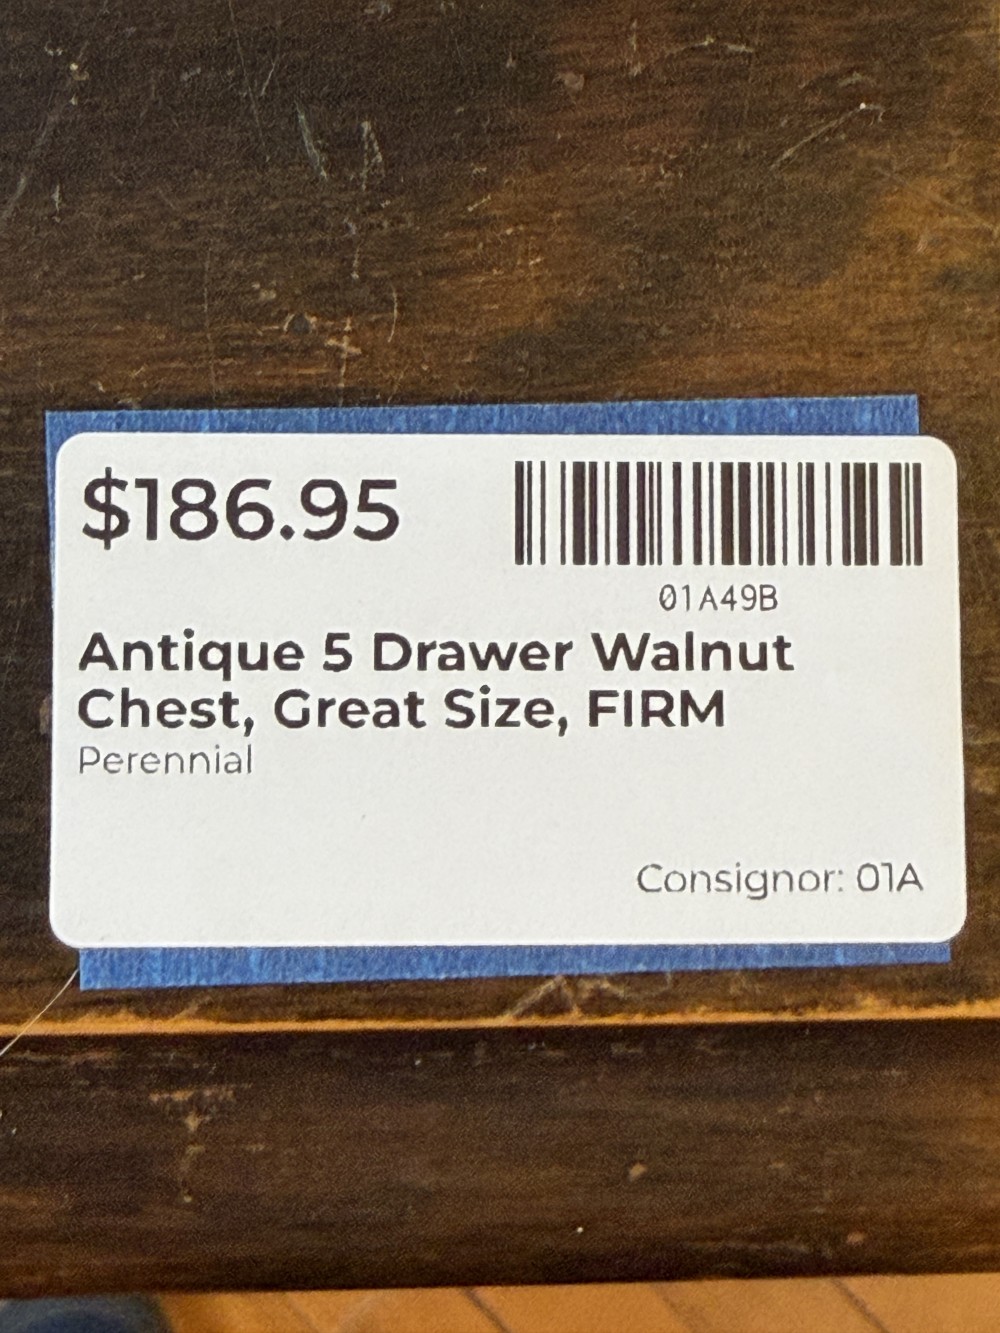 $186.95
01A49B
Antique 5 Drawer Walnut
Chest, Great Size, FIRM
Perennial
Consignor: 01A